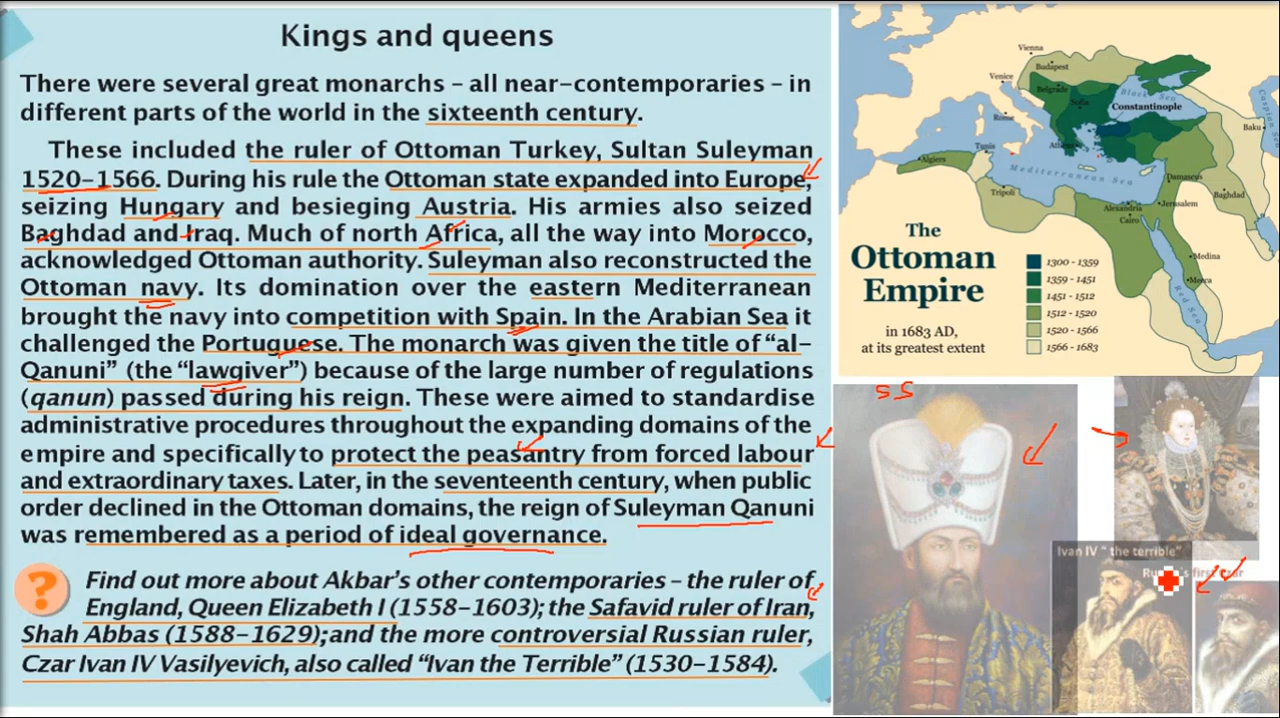 Kings and queens
There were several great monarchs – all near-contemporaries – in
different parts of the world in the sixteenth century.
These included the ruler of Ottoman Turkey, Sultan Suleyman
1520–1566. During his rule the Ottoman state expanded into Europe,
seizing Hungary and besieging Austria. His armies also seized
Baghdad and Iraq. Much of north Africa, all the way into Morocco,
acknowledged Ottoman authority. Suleyman also reconstructed the
Ottoman navy. Its domination over the eastern Mediterranean
brought the navy into competition with Spain. In the Arabian Sea it
challenged the Portuguese. The monarch was given the title of “al-
Qanuni” (the “lawgiver”) because of the large number of regulations
(qanun) passed during his reign. These were aimed to standardise
administrative procedures throughout the expanding domains of the
empire and specifically to protect the peasantry from forced labour
and extraordinary taxes. Later, in the seventeenth century, when public
order declined in the Ottoman domains, the reign of Suleyman Qanuni
was remembered as a period of ideal governance.
?
Find out more about Akbar’s other contemporaries – the ruler of
England, Queen Elizabeth I (1558–1603); the Safavid ruler of Iran,
Shah Abbas (1588–1629);and the more controversial Russian ruler,
Czar Ivan IV Vasilyevich, also called “Ivan the Terrible” (1530–1584).
Vienna
Budapest
Venice
Belgrade
Black Sea
Sofia
Constantinople
Rome
Caspian
Baku
Athens
Tunis
Algiers
Mediterranean Sea
Damascus
Tripoli
Baghdad
Alexandria
Jerusalem
Cairo
The
Ottoman
Empire
in 1683 AD,
at its greatest extent
Medina
Mecca
Red Sea
1300 - 1359
1359 - 1451
1451 - 1512
1512 - 1520
1520 - 1566
1566 - 1683
SS
Ivan IV “ the terrible”